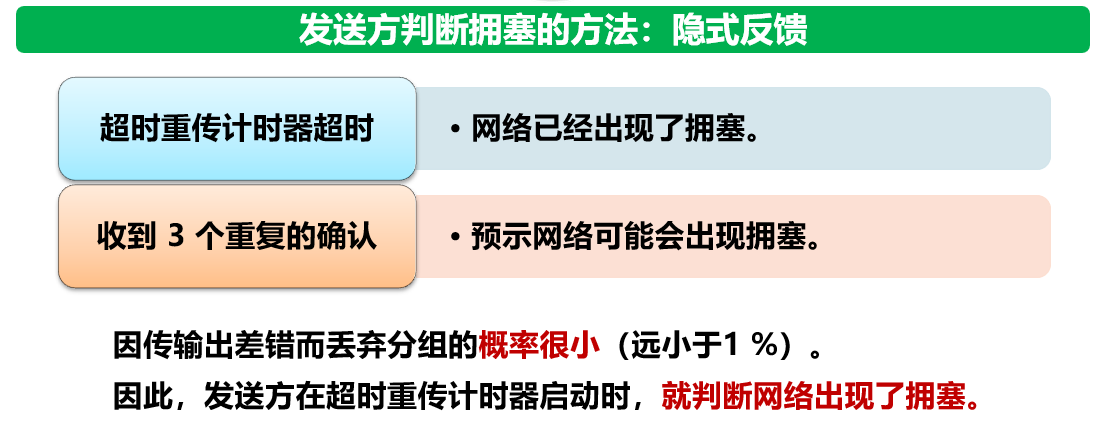 发送方判断拥塞的方法：隐式反馈
超时重传计时器超时
• 网络已经出现了拥塞。
收到 3 个重复的确认
• 预示网络可能会出现拥塞。
因传输出差错而丢弃分组的概率很小（远小于1 %）。
因此，发送方在超时重传计时器启动时，就判断网络出现了拥塞。